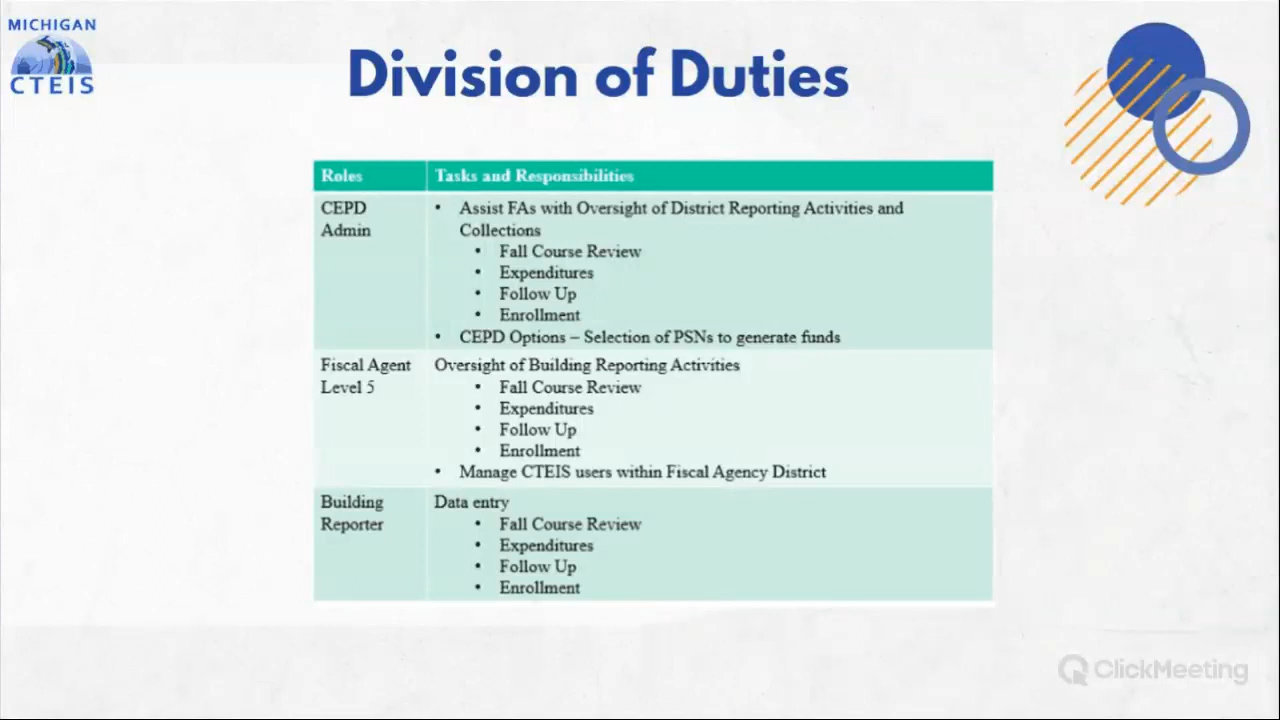 MICHIGAN
CTEIS
Division of Duties
Roles
Tasks and Responsibilities
CEPD
Admin
• Assist FAs with Oversight of District Reporting Activities and
Collections
• Fall Course Review
• Expenditures
• Follow Up
• Enrollment
• CEPD Options – Selection of PSNs to generate funds
Fiscal Agent
Level 5
Oversight of Building Reporting Activities
• Fall Course Review
• Expenditures
• Follow Up
• Enrollment
• Manage CTEIS users within Fiscal Agency District
Building
Reporter
Data entry
• Fall Course Review
• Expenditures
• Follow Up
• Enrollment
ClickMeeting